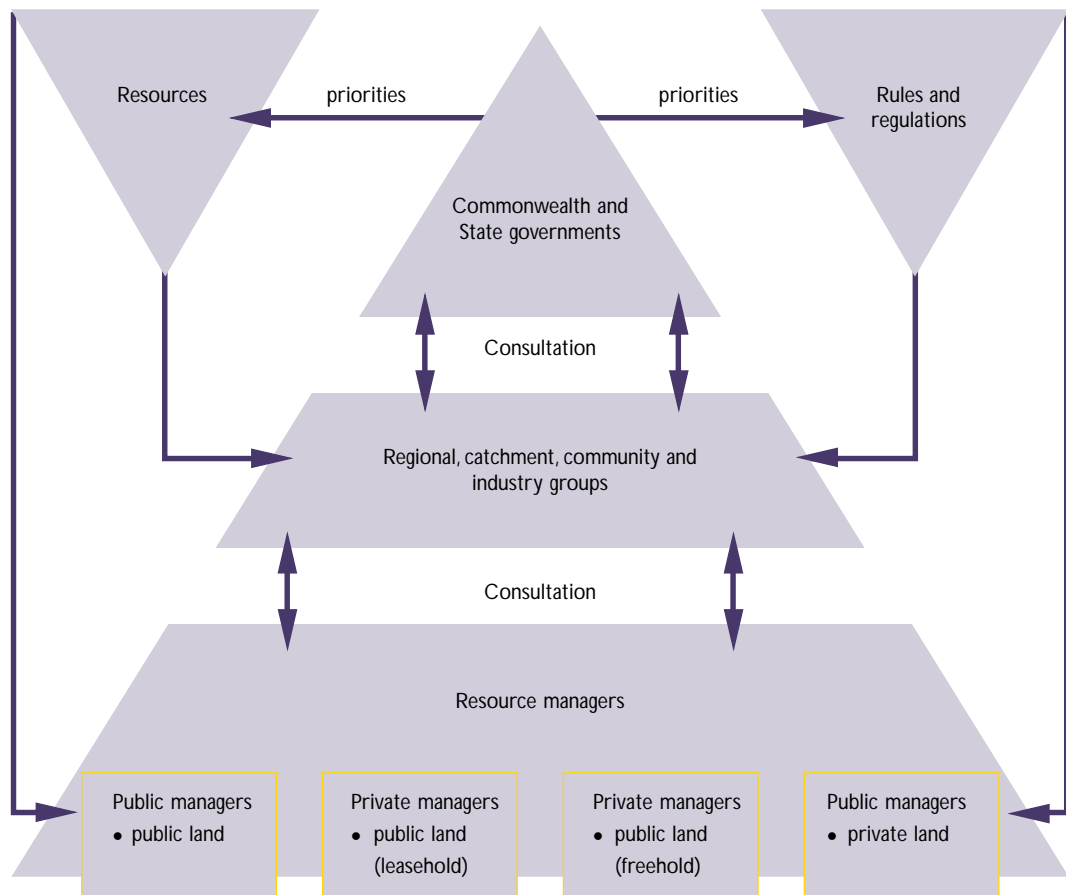 Resources
priorities
priorities
Rules and
regulations
Commonwealth and
State governments
Consultation
Regional, catchment, community and
industry groups
Consultation
Resource managers
Public managers
• public land
Private managers
• public land
(leasehold)
Private managers
• public land
(freehold)
Public managers
• private land